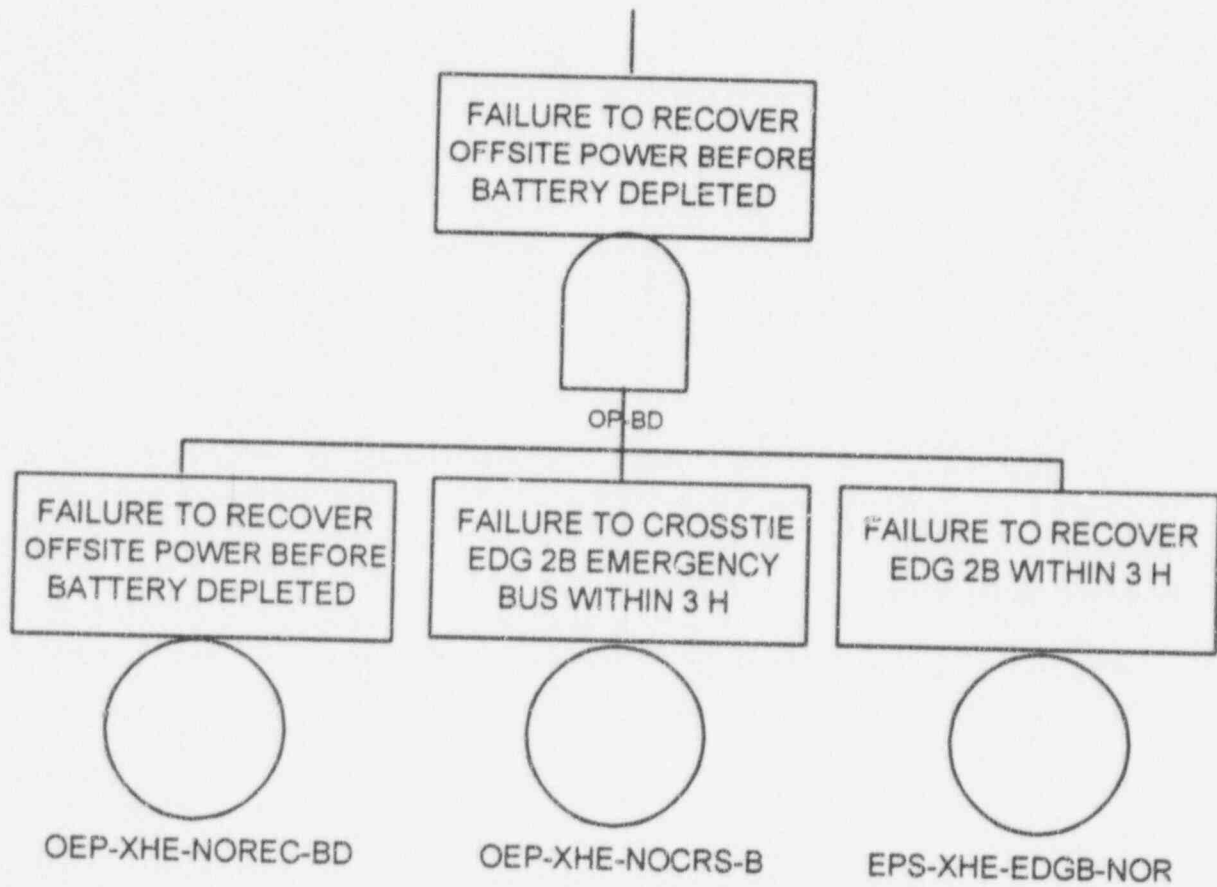 FAILURE TO RECOVER
OFFSITE POWER BEFORE
BATTERY DEPLETED
OP-BD
FAILURE TO RECOVER
OFFSITE POWER BEFORE
BATTERY DEPLETED
FAILURE TO CROSSTIE
EDG 2B EMERGENCY
BUS WITHIN 3 H
FAILURE TO RECOVER
EDG 2B WITHIN 3 H
OEP-XHE-NOREC-BD
OEP-XHE-NOCRS-B
EPS-XHE-EDGB-NOR